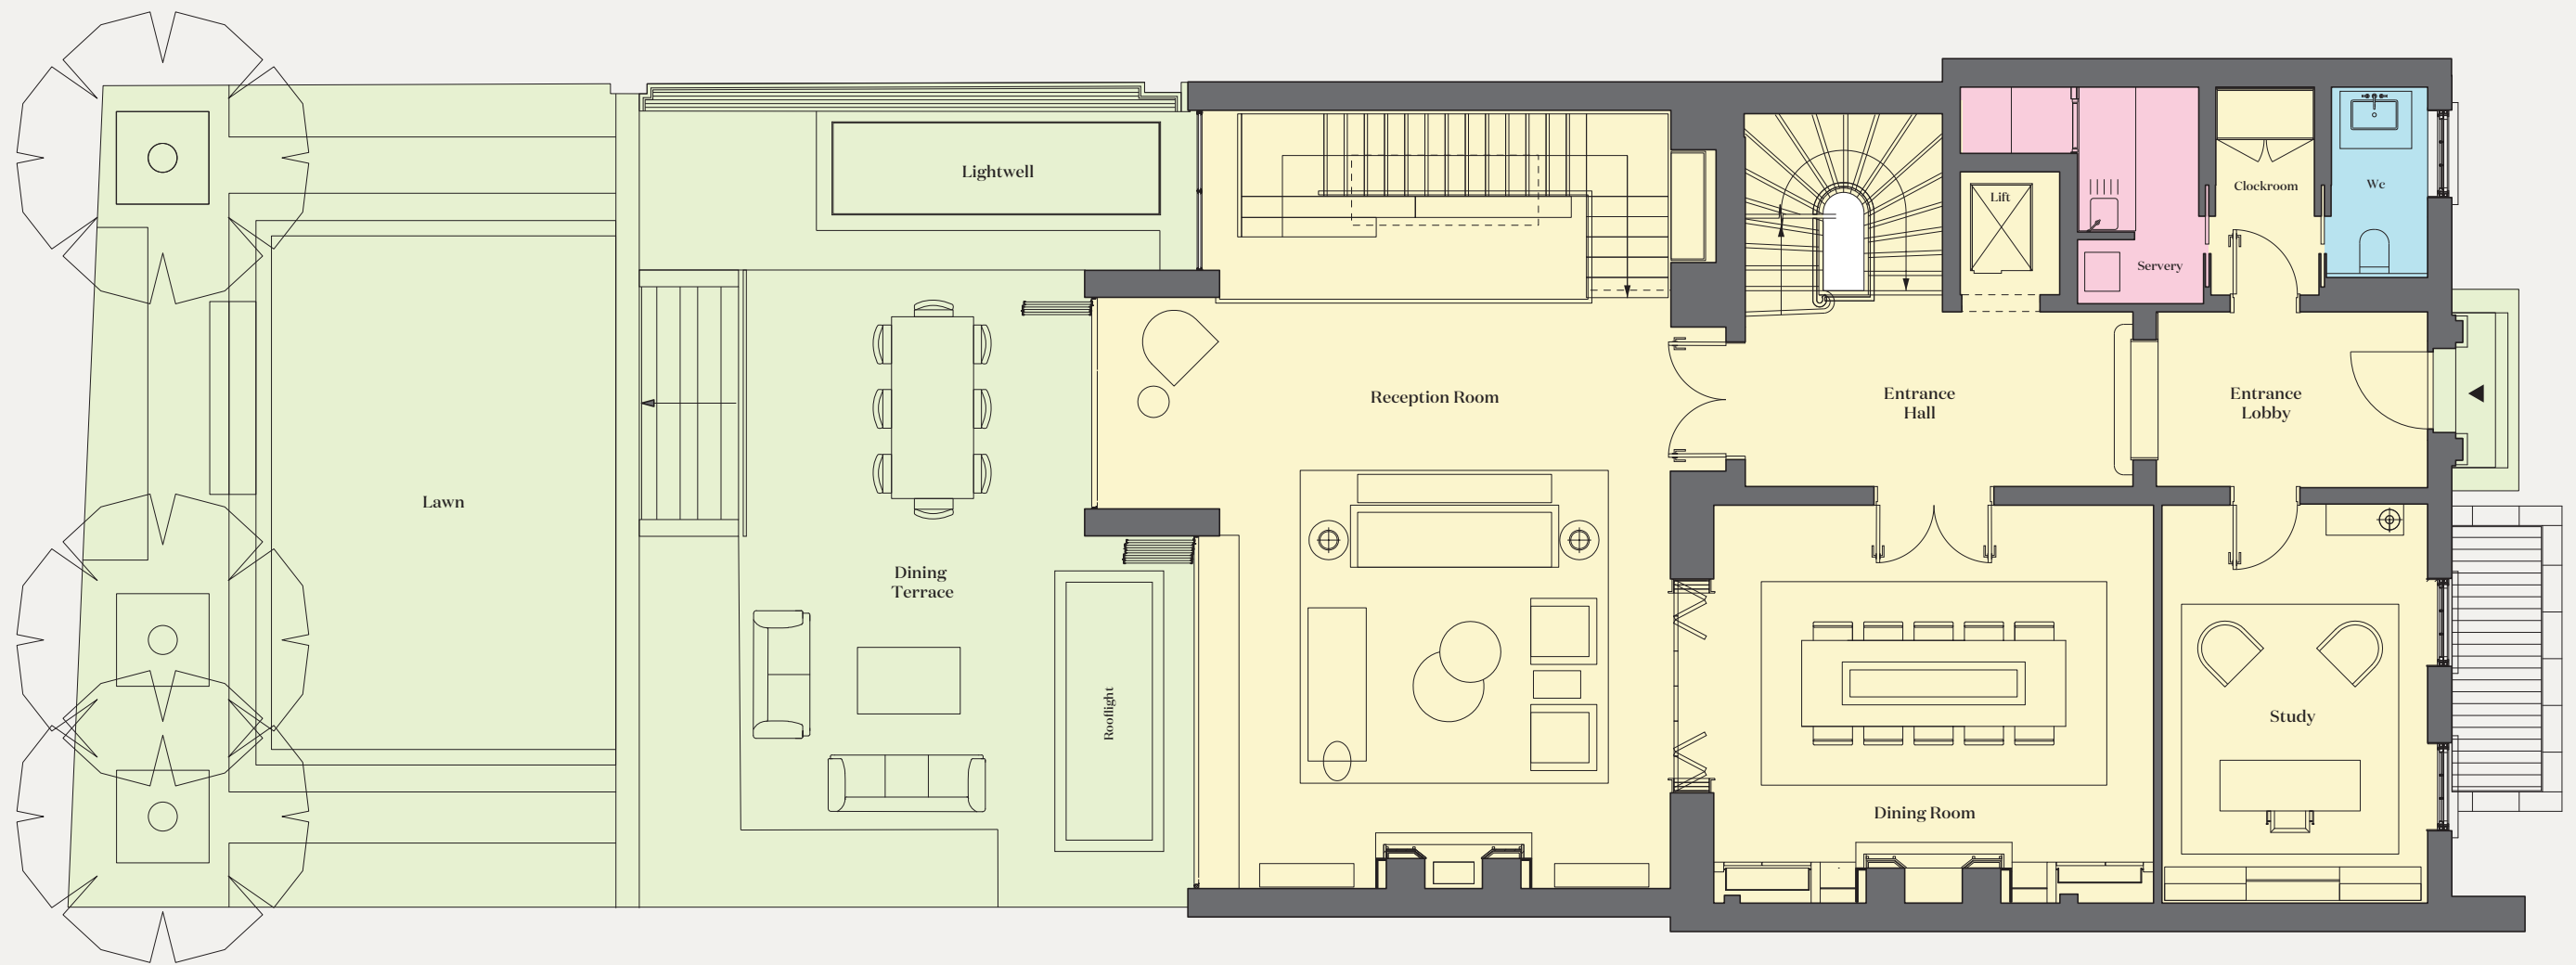 Lightwell
Lift
Clockroom
Wc
Servery
Reception Room
Entrance
Hall
Entrance
Lobby
Lawn
Dining
Terrace
Rooflight
Study
Dining Room